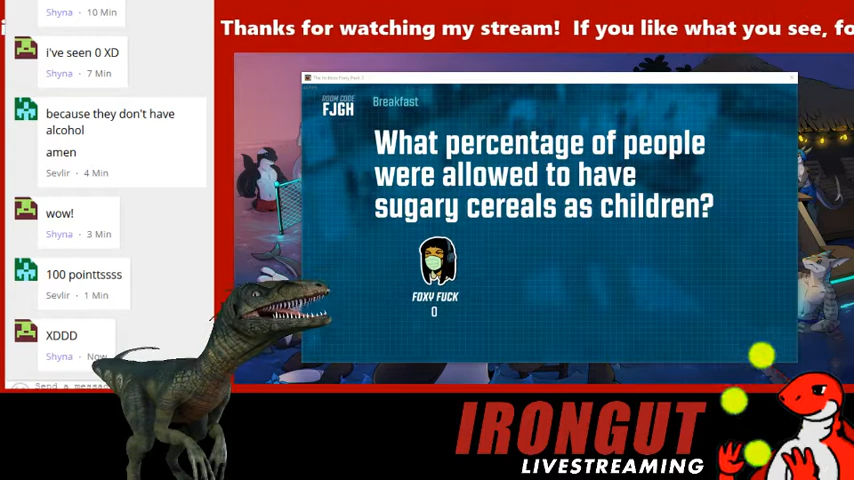 Shyna • 10 Min
i've seen 0 XD
Shyna • 7 Min
because they don't have
alcohol
amen
Sevlir • 4 Min
wow!
Shyna • 3 Min
100 pointtssss
Sevlir • 1 Min
XDDD
Shyna • Now
Send a messa
Thanks for watching my stream! If you like what you see, fo
ROOM CODE
FJGH
Breakfast
What percentage of people
were allowed to have
sugary cereals as children?
FOXY FUCK
0
IRONGUT
LIVESTREAMING